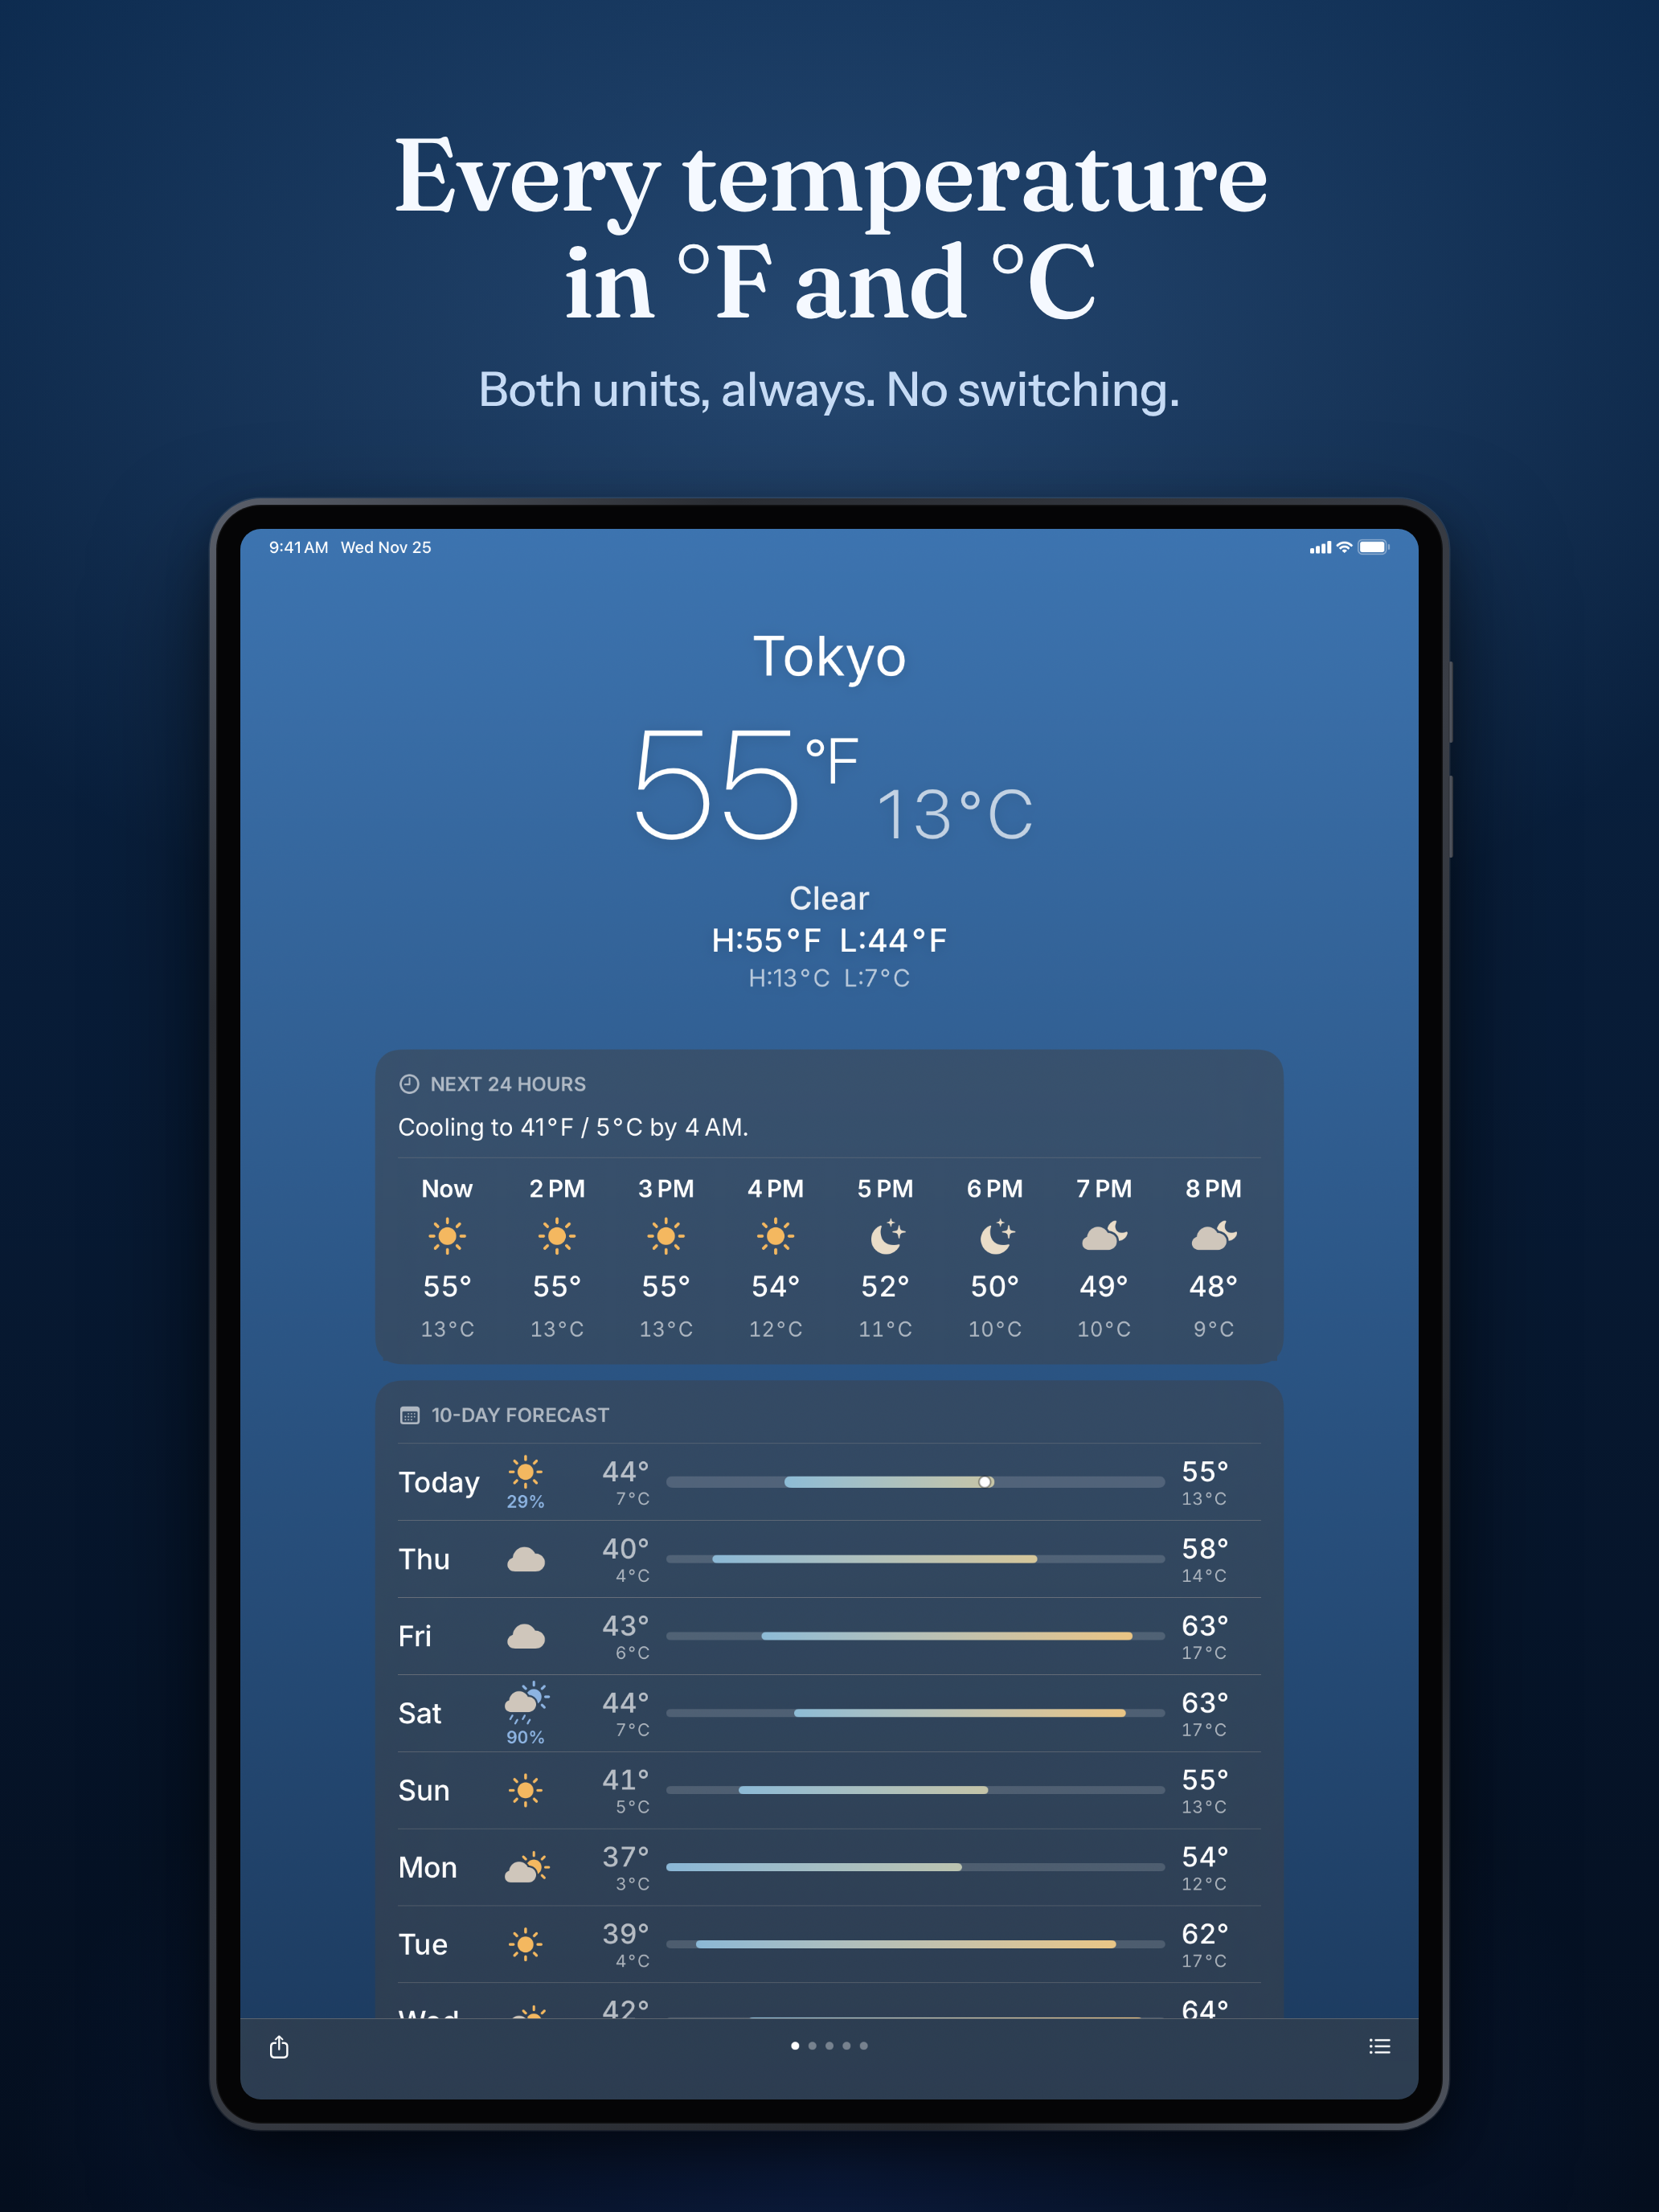 Every temperature
in °F and °C
Both units, always. No switching.
9:41 AM Wed Nov 25
Tokyo
55°F 13°C
Clear
H:55°F L:44°F
H:13°C L:7°C
NEXT 24 HOURS
Cooling to 41°F / 5°C by 4 AM.
Now 2 PM 3 PM 4 PM 5 PM 6 PM 7 PM 8 PM
55° 55° 55° 54° 52° 50° 49° 48°
13°C 13°C 13°C 12°C 11°C 10°C 10°C 9°C
10-DAY FORECAST
Today 44° 55°
29% 7°C 13°C
Thu 40° 58°
4°C 14°C
Fri 43° 63°
6°C 17°C
Sat 44° 63°
90% 7°C 17°C
Sun 41° 55°
5°C 13°C
Mon 37° 54°
3°C 12°C
Tue 39° 62°
4°C 17°C
Wed 42° 64°